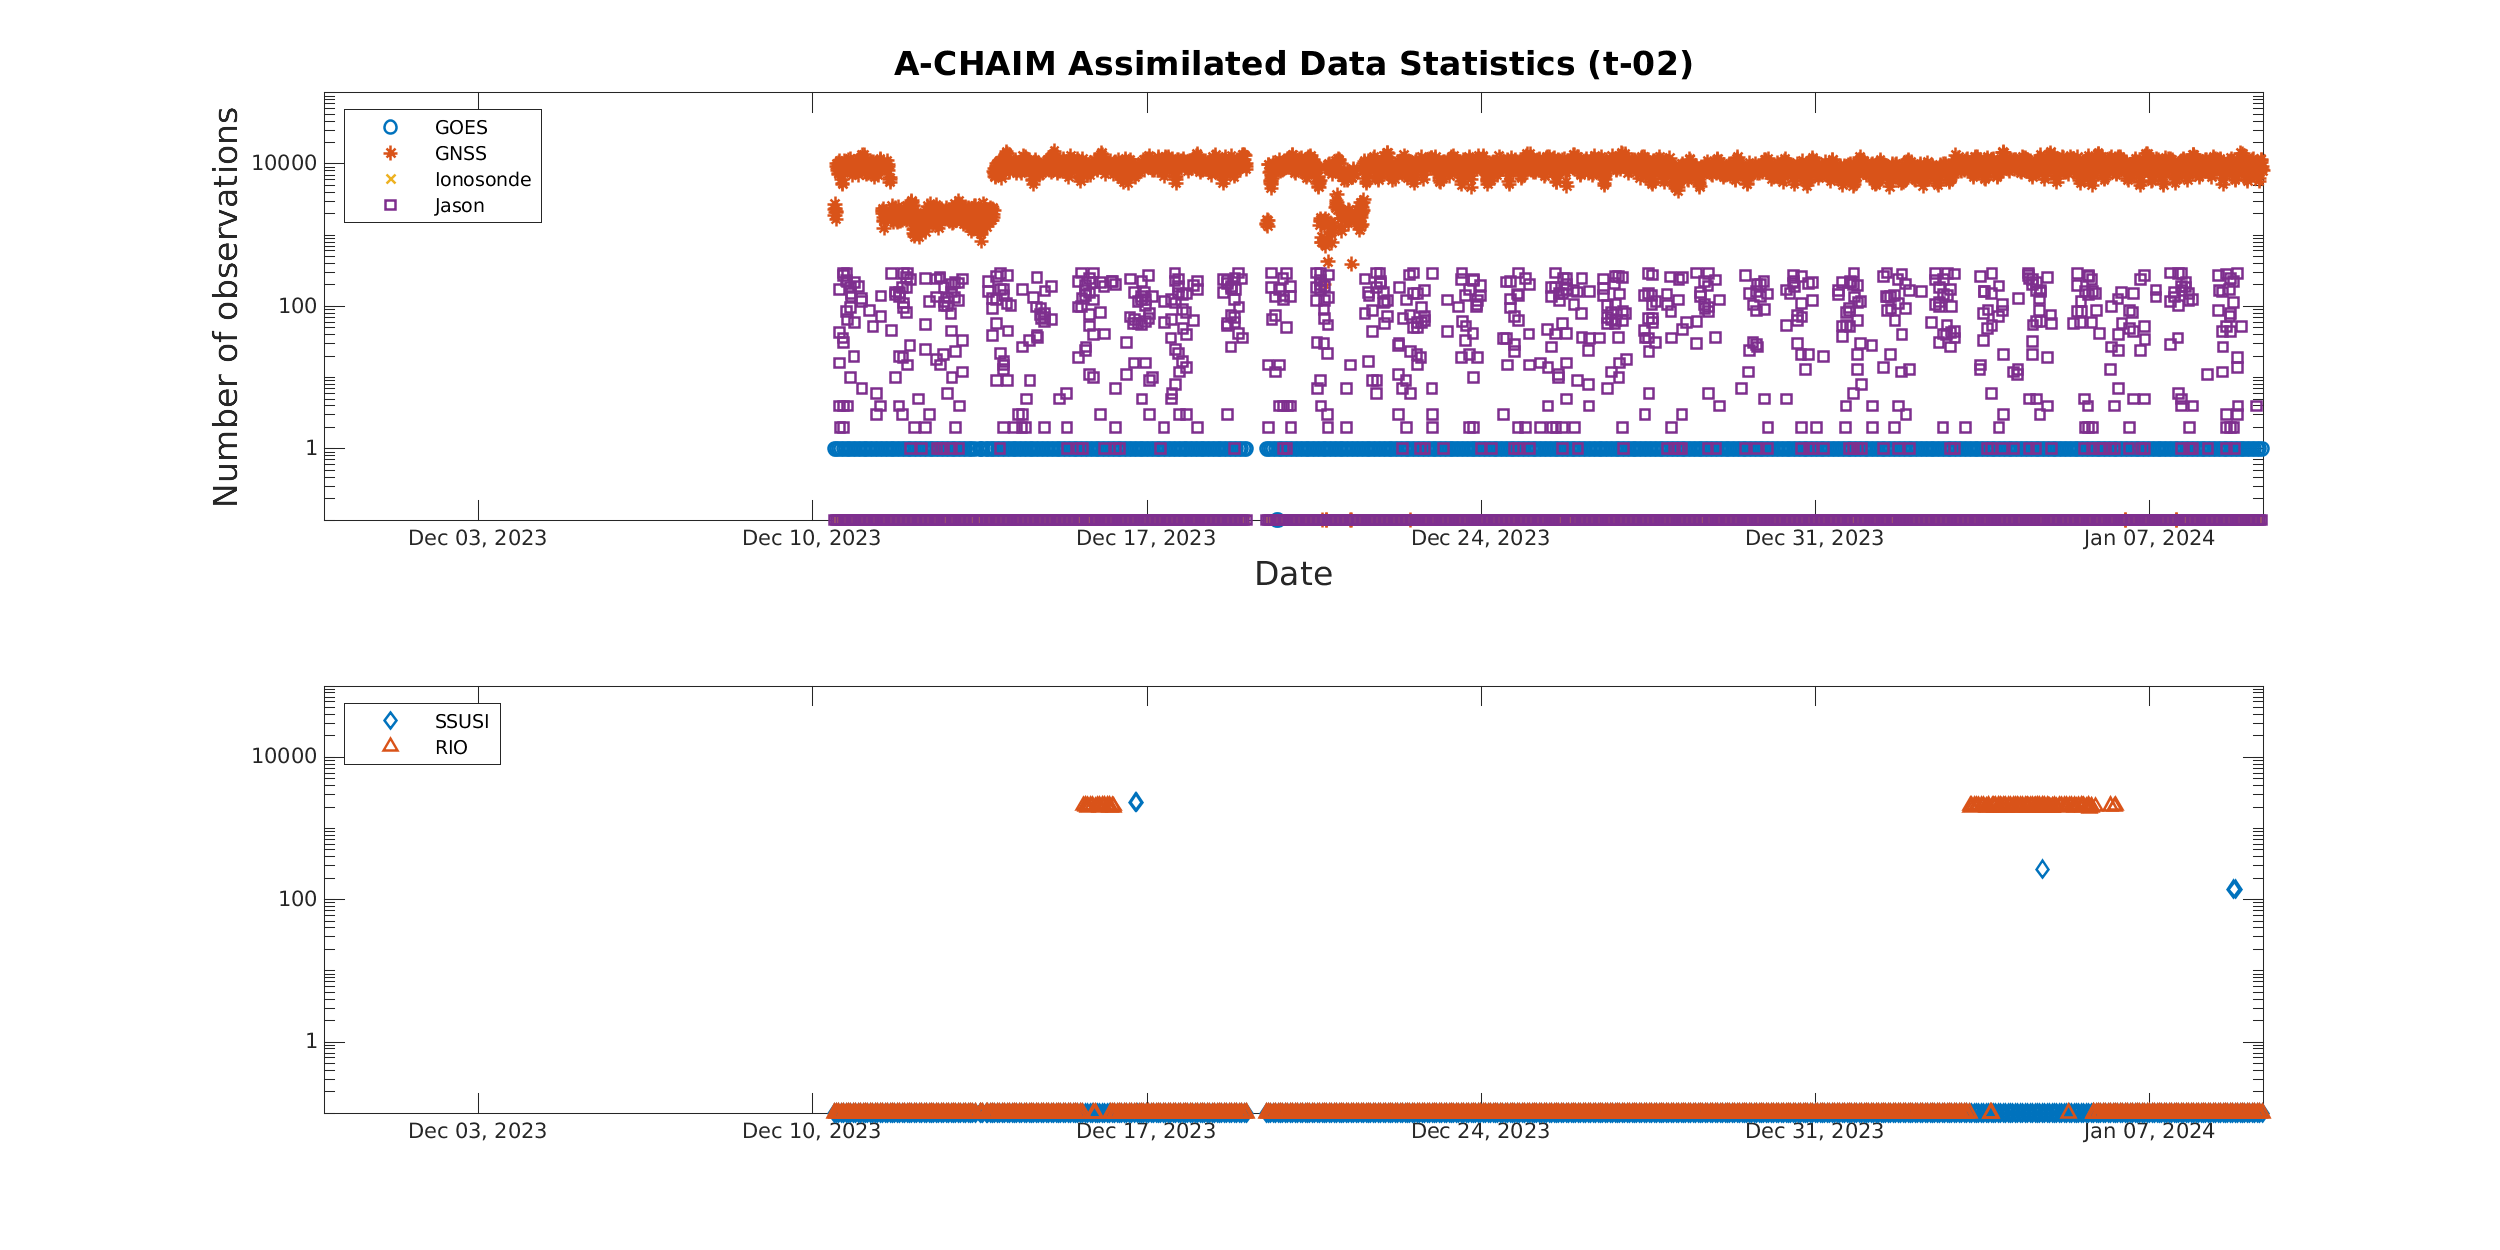 A-CHAIM Assimilated Data Statistics (t-02)
Number of observations
10000
100
1
GOES
GNSS
Ionosonde
Jason
Dec 03, 2023 Dec 10, 2023 Dec 17, 2023 Dec 24, 2023 Dec 31, 2023 Jan 07, 2024
Date
10000
100
1
SSUSI
RIO
Dec 03, 2023 Dec 10, 2023 Dec 17, 2023 Dec 24, 2023 Dec 31, 2023 Jan 07, 2024